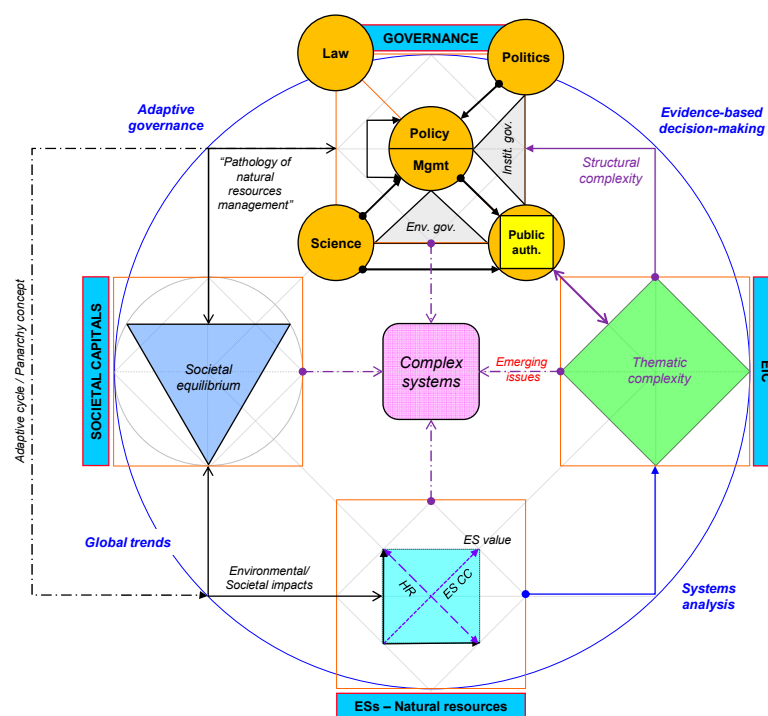 GOVERNANCE
Law
Politics
Adaptive
governance
Evidence-based
decision-making
Policy
Mgmt
Instit. gov.
Structural
complexity
“Pathology of
natural
resources
management”
Env. gov.
Science
Public
auth.
Adaptive cycle / Panarchy concept
SOCIETAL CAPITALS
Societal
equilibrium
Complex
systems
Emerging
issues
Thematic
complexity
EIC
Global trends
Environmental/
Societal impacts
ES value
HR
ES CC
Systems
analysis
ESs – Natural resources